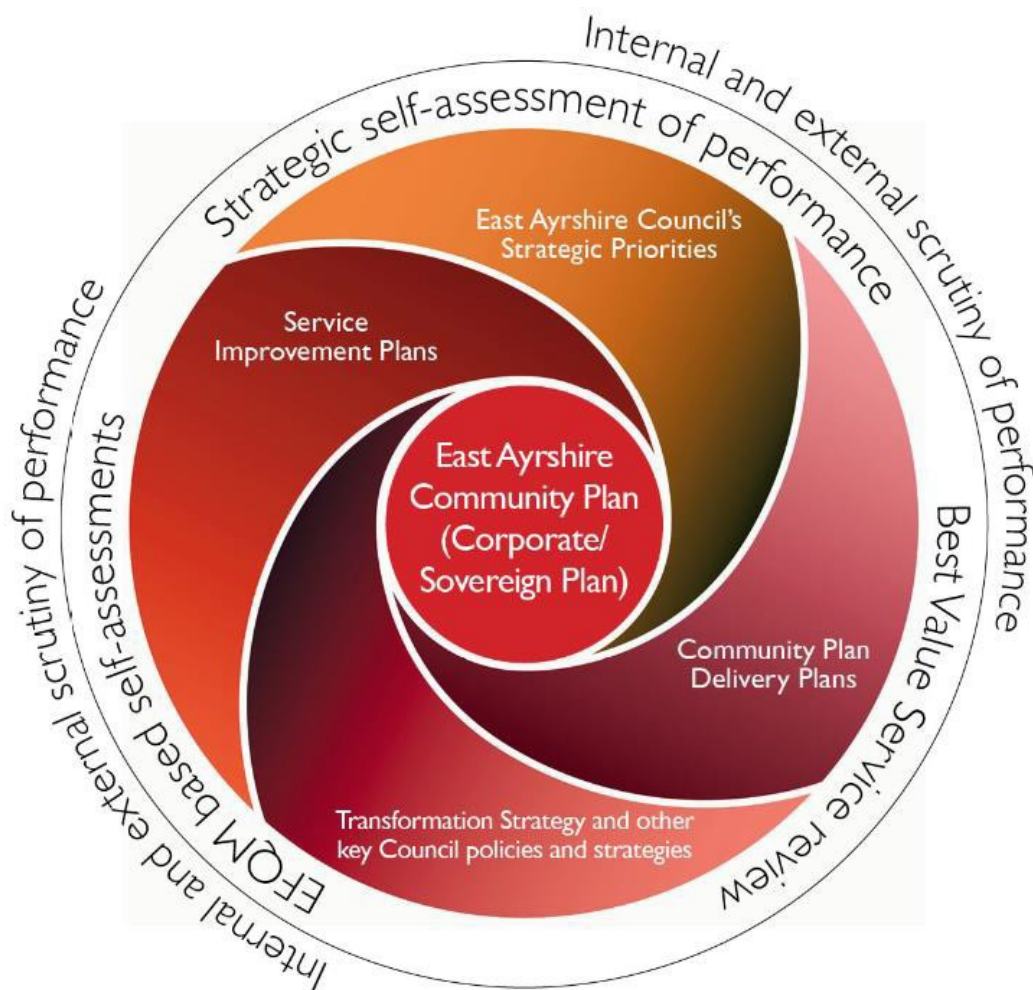 Internal and external scrutiny of performance
Strategic self-assessment of performance
East Ayrshire Council's
Strategic Priorities
Service
Improvement Plans
East Ayrshire
Community Plan
(Corporate/
Sovereign Plan)
Community Plan
Delivery Plans
Transformation Strategy and other
key Council policies and strategies
Best Value Service review
EFQM based self-assessments
Internal and external scrutiny of performance